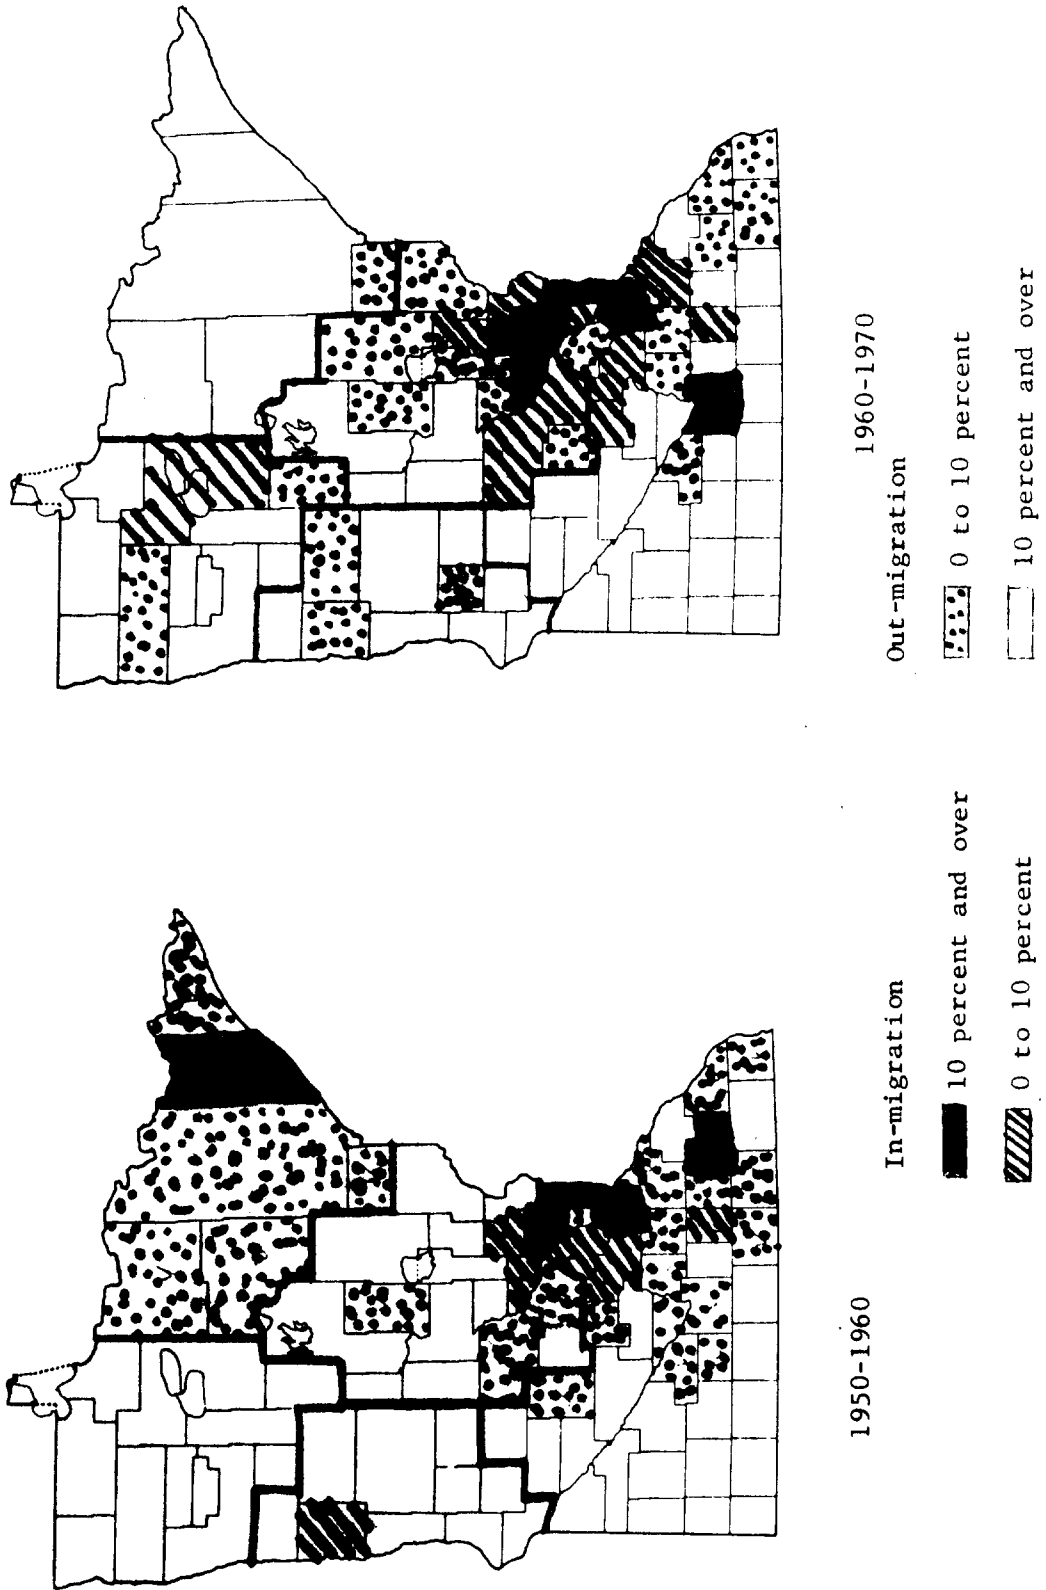 1950-1960
1960-1970
In-migration
10 percent and over
0 to 10 percent
Out-migration
0 to 10 percent
10 percent and over